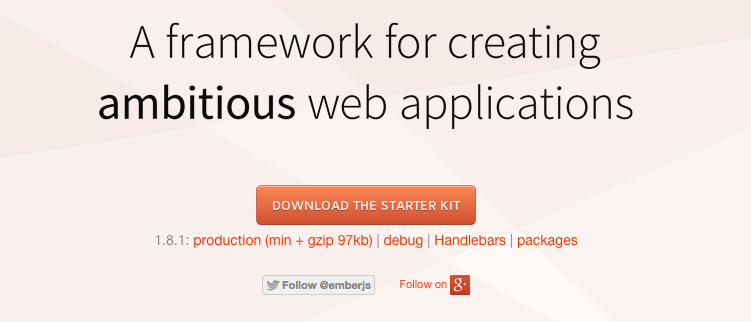 A framework for creating
ambitious web applications
DOWNLOAD THE STARTER KIT
1.8.1: production (min + gzip 97kb) | debug | Handlebars | packages
Follow @emberjs Follow on g+